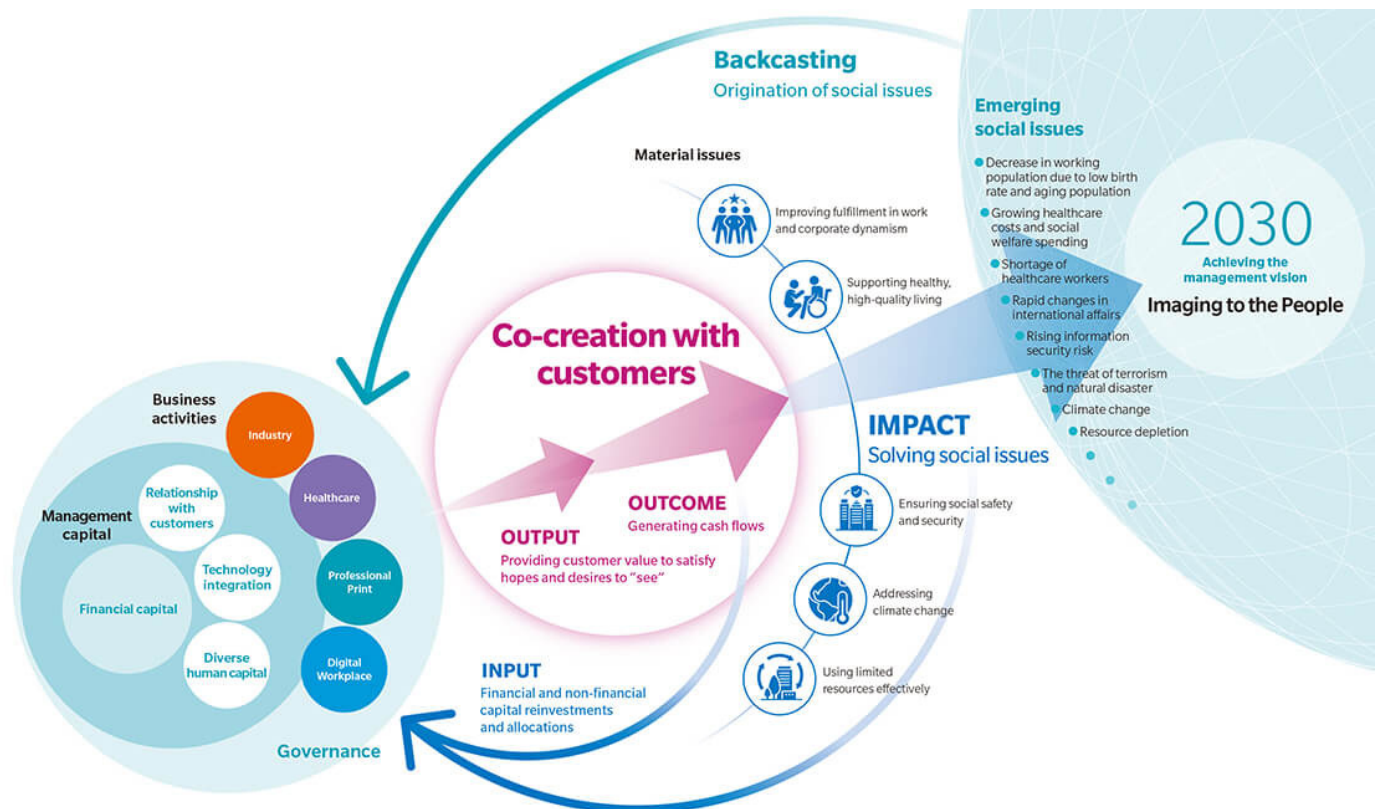 Backcasting
Origination of social issues
Emerging
social issues
Decrease in working
population due to low birth
rate and aging population
Growing healthcare
costs and social
welfare spending
Shortage of
healthcare workers
Rapid changes in
international affairs
Rising information
security risk
The threat of terrorism
and natural disaster
Climate change
Resource depletion
2030
Achieving the
management vision
Imaging to the People
Material issues
Improving fulfillment in work
and corporate dynamism
Supporting healthy,
high-quality living
IMPACT
Solving social issues
Ensuring social safety
and security
Addressing
climate change
Using limited
resources effectively
Co-creation with
customers
OUTCOME
Generating cash flows
OUTPUT
Providing customer value to satisfy
hopes and desires to “see”
INPUT
Financial and non-financial
capital reinvestments
and allocations
Business
activities
Industry
Healthcare
Professional
Print
Digital
Workplace
Management
capital
Relationship
with
customers
Technology
integration
Financial capital
Diverse
human capital
Governance